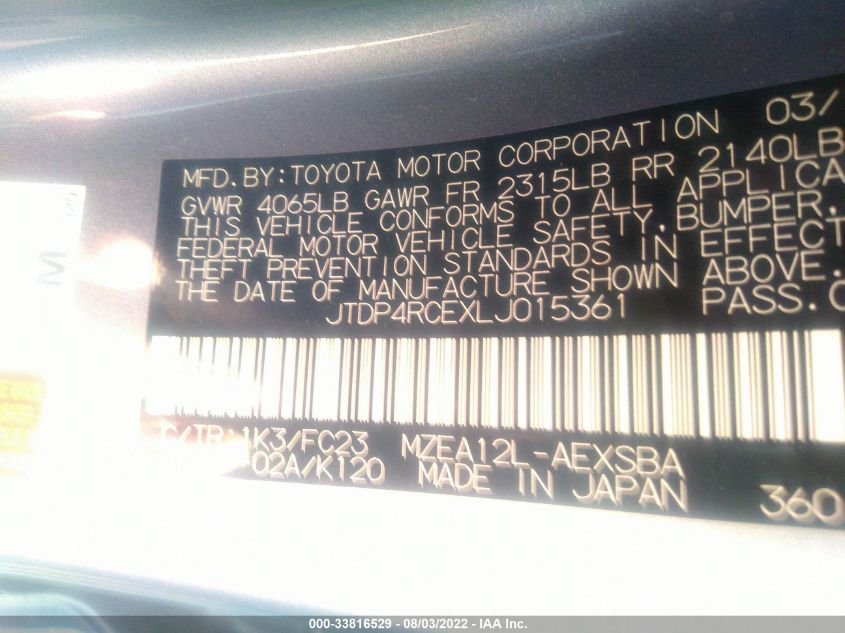 MFD.BY:TOYOTA MOTOR CORPORATION 03/
GVWR 4065LB GAWR FR 2315LB RR 2140LB
THIS VEHICLE CONFORMS TO ALL APPLICA
FEDERAL MOTOR VEHICLE SAFETY,BUMPER,
THEFT PREVENTION STANDARDS IN EFFECT
THE DATE OF MANUFACTURE SHOWN ABOVE.
JTDP4RCEXLJ015361 PASS.C
C/TR:1K3/FC23 MZEA12L-AEXSBA
02A/K120 MADE IN JAPAN 360
M
000-33816529 - 08/03/2022 - IAA Inc.